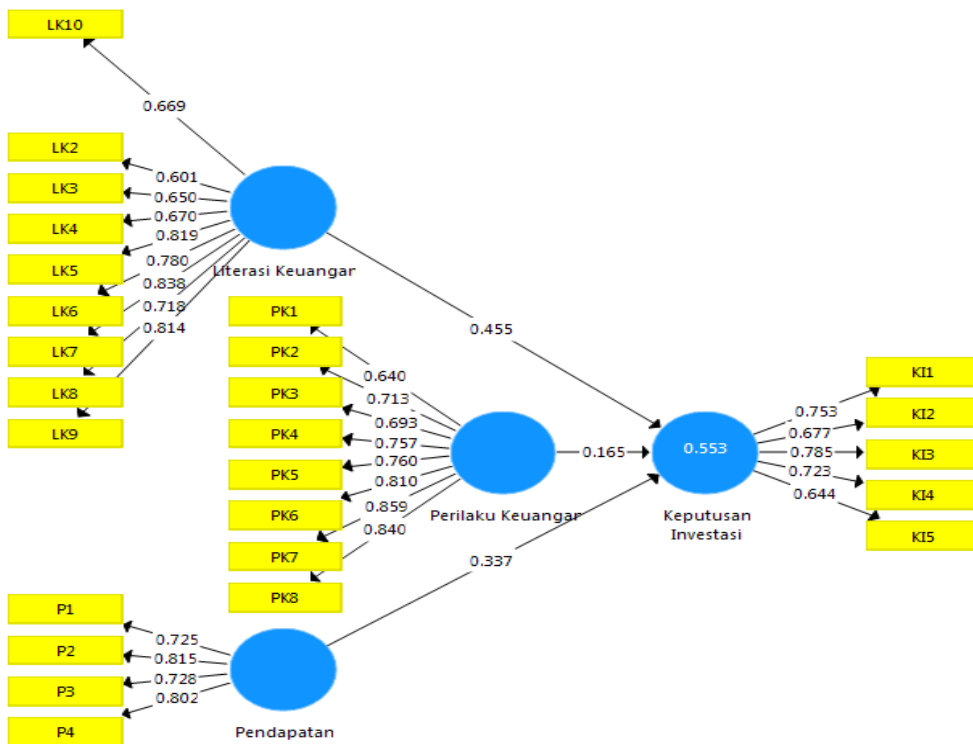 LK10
0.669
LK2
LK3
LK4
LK5
LK6
LK7
LK8
LK9
0.601
0.650
0.670
0.819
0.780
0.838
0.718
0.814
Literasi Keuangan
0.455
PK1
PK2
PK3
PK4
PK5
PK6
PK7
PK8
0.640
0.713
0.693
0.757
0.760
0.810
0.859
0.840
Perilaku Keuangan
0.165
0.553
Keputusan
Investasi
0.753
0.677
0.785
0.723
0.644
KI1
KI2
KI3
KI4
KI5
0.337
P1
P2
P3
P4
0.725
0.815
0.728
0.802
Pendapatan